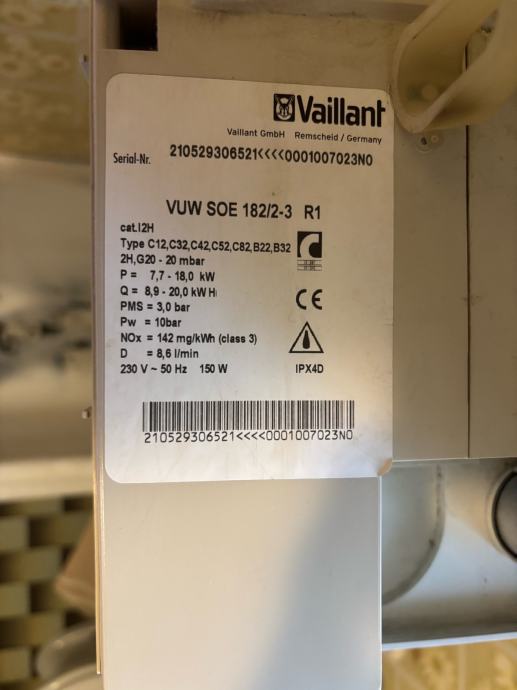 Vaillant
Vaillant GmbH Remscheid / Germany
Serial-Nr. 210529306521<<<<0001007023N0
VUW SOE 182/2-3 R1
cat.I2H
Type C12,C32,C42,C52,C82,B22,B32
2H,G20 - 20 mbar
P = 7,7 - 18,0 kW
Q = 8,9 - 20,0 kW Hi
PMS = 3,0 bar
Pw = 10bar
NOx = 142 mg/kWh (class 3)
D = 8,6 l/min
230 V ~ 50 Hz 150 W
CE
IPX4D
210529306521<<<<0001007023N0